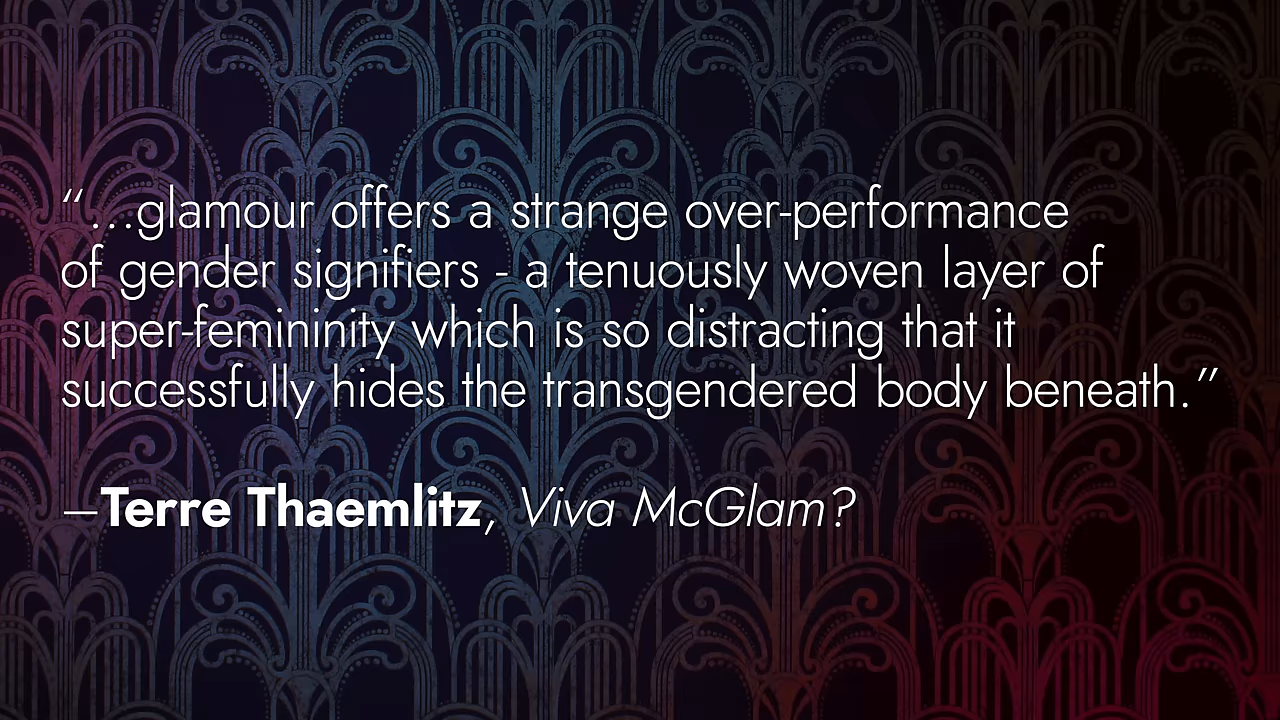 “…glamour offers a strange over-performance
of gender signifiers - a tenuously woven layer of
super-femininity which is so distracting that it
successfully hides the transgendered body beneath.”
—Terre Thaemlitz, Viva McGlam?